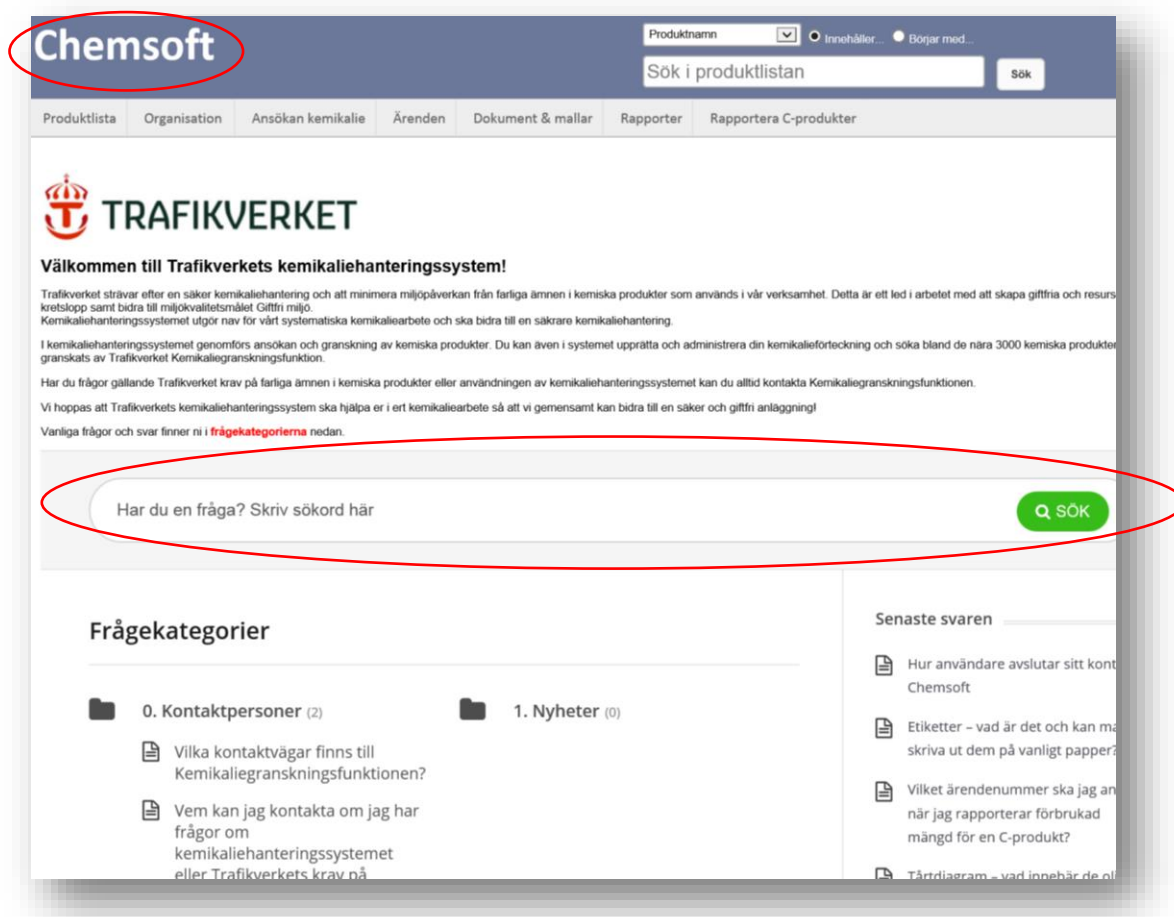 Chemsoft
Produktnamn
Innehåller...
Börjar med...
Sök i produktlistan
Sök
Produktlista
Organisation
Ansökan kemikalie
Ärenden
Dokument & mallar
Rapporter
Rapportera C-produkter
TRAFIKVERKET
Välkommen till Trafikverkets kemikaliehanteringssystem!
Trafikverket strävar efter en säker kemikaliehantering och att minimera miljöpåverkan från farliga ämnen i kemiska produkter som används i vår verksamhet. Detta är ett led i arbetet med att skapa giftfria och resurs
kretslopp samt bidra till miljökvalitetsmålet Giftfri miljö.
Kemikaliehanteringssystemet utgör nav för vårt systematiska kemikaliearbete och ska bidra till en säkrare kemikaliehantering.
I kemikaliehanteringssystemet genomförs ansökan och granskning av kemiska produkter. Du kan även i systemet upprätta och administrera din kemikalieförteckning och söka bland de nära 3000 kemiska produkter
granskats av Trafikverket Kemikaliegranskningsfunktion.
Har du frågor gällande Trafikverket krav på farliga ämnen i kemiska produkter eller användningen av kemikaliehanteringssystemet kan du alltid kontakta Kemikaliegranskningsfunktionen.
Vi hoppas att Trafikverkets kemikaliehanteringssystem ska hjälpa er i ert kemikaliearbete så att vi gemensamt kan bidra till en säker och giftfri anläggning!
Vanliga frågor och svar finner ni i frågekategorierna nedan.
Har du en fråga? Skriv sökord här
SÖK
Frågekategorier
0. Kontaktpersoner (2)
Vilka kontaktvägar finns till
Kemikaliegranskningsfunktionen?
Vem kan jag kontakta om jag har
frågor om
kemikaliehanteringssystemet
eller Trafikverkets krav på
1. Nyheter (0)
Senaste svaren
Hur användare avslutar sitt kont
Chemsoft
Etiketter – vad är det och kan ma
skriva ut dem på vanligt papper?
Vilket ärendenummer ska jag an
när jag rapporterar förbrukad
mängd för en C-produkt?
Tårtdiagram – vad innebär de oli